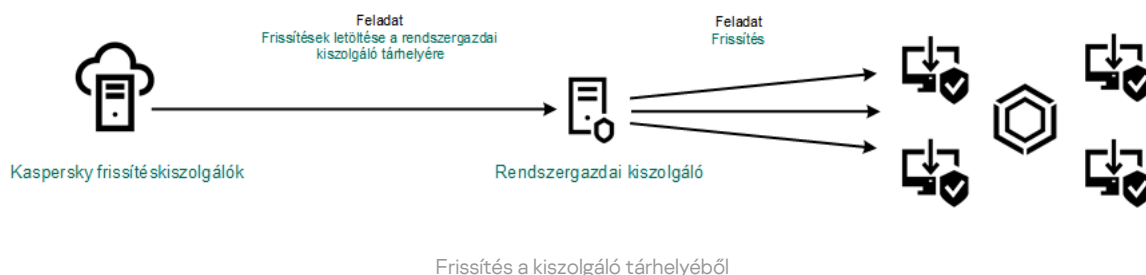 Feladat
Frissítések letöltése a rendszergazdai
kiszolgáló tárhelyére
Feladat
Frissítés
Kaspersky frissítéskiszolgálók
Rendszergazdai kiszolgáló
Frissítés a kiszolgáló tárhelyéből